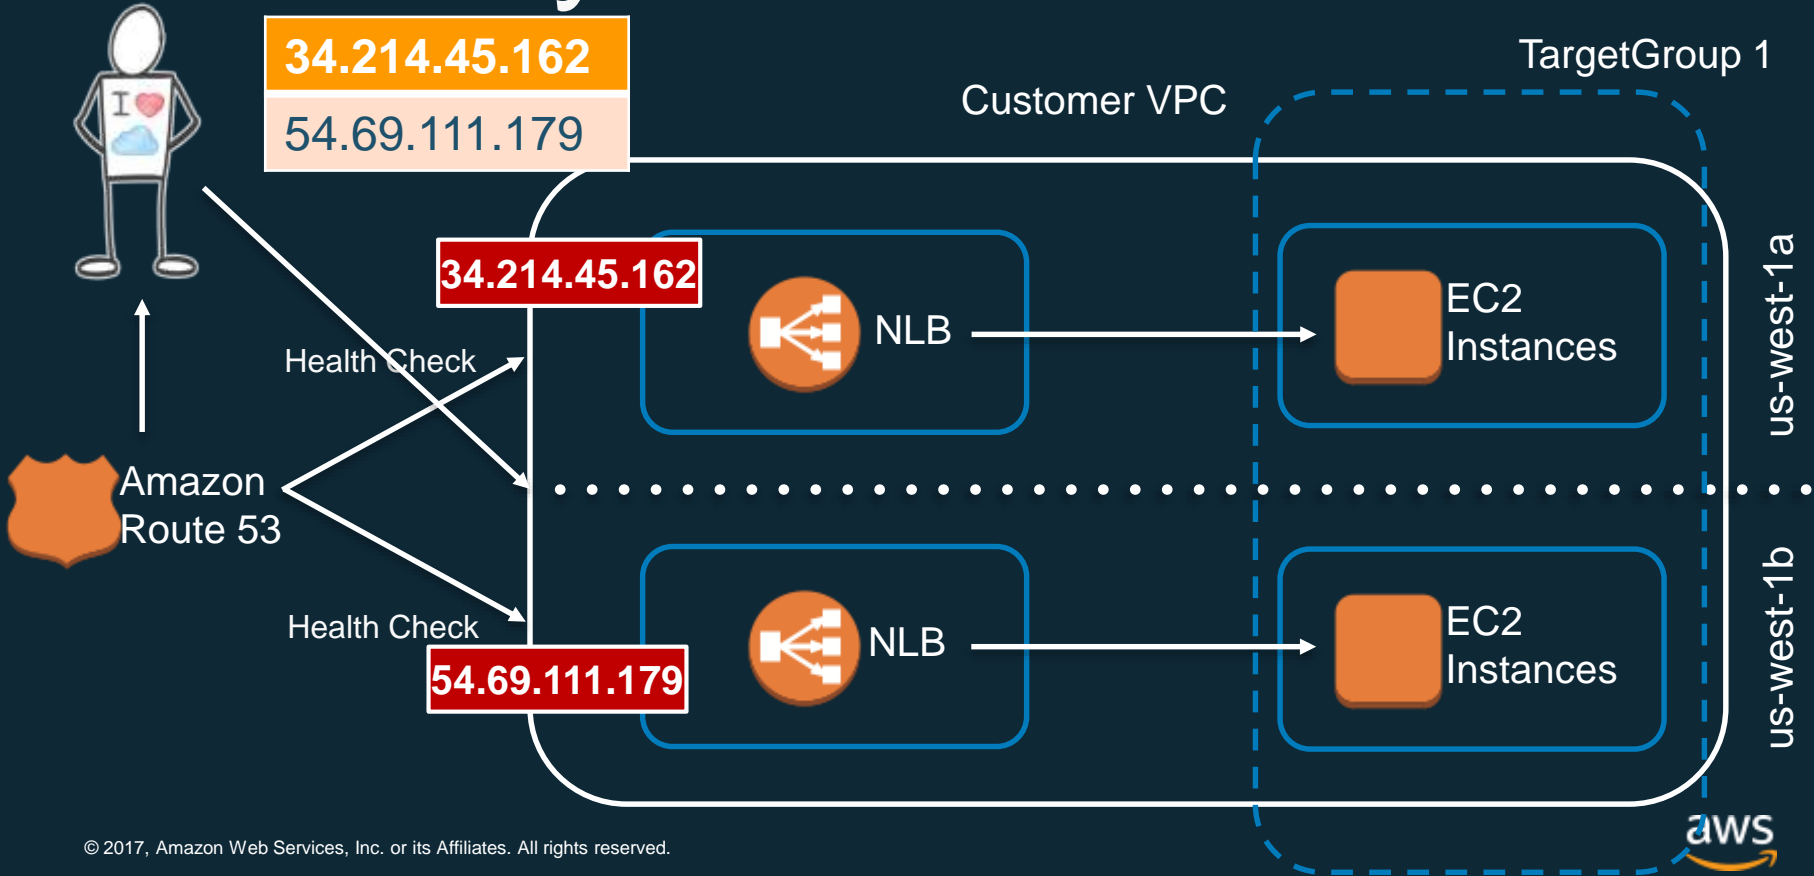 34.214.45.162
54.69.111.179
TargetGroup 1
Customer VPC
I
34.214.45.162
NLB
EC2
Instances
us-west-1a
Health Check
Amazon
Route 53
Health Check
54.69.111.179
NLB
EC2
Instances
us-west-1b
© 2017, Amazon Web Services, Inc. or its Affiliates. All rights reserved.
aws